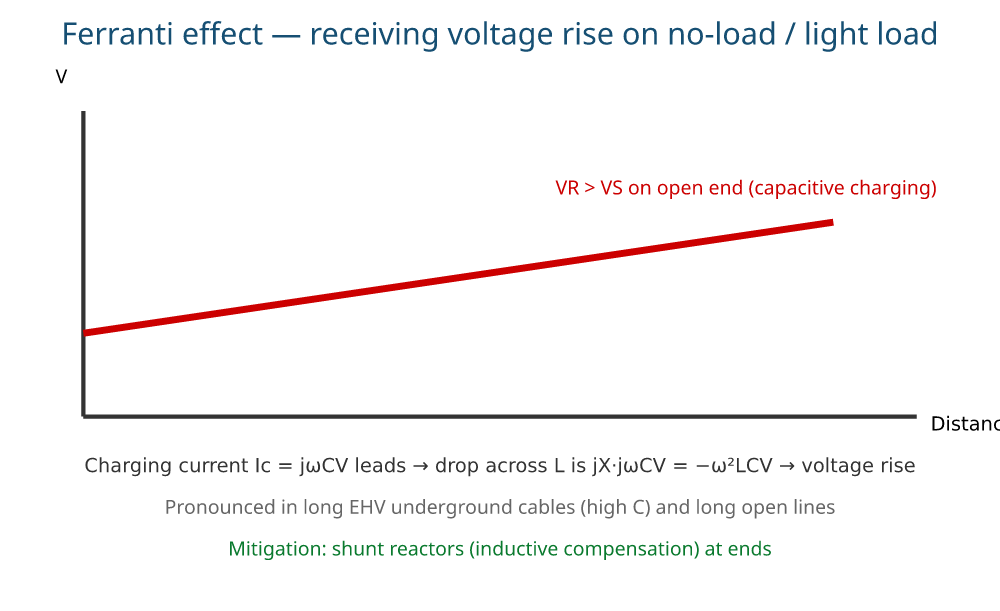 Ferranti effect — receiving voltage rise on no-load / light load
V
VR > VS on open end (capacitive charging)
Distanc
Charging current Ic = jωCV leads → drop across L is jX·jωCV = −ω²LCV → voltage rise
Pronounced in long EHV underground cables (high C) and long open lines
Mitigation: shunt reactors (inductive compensation) at ends